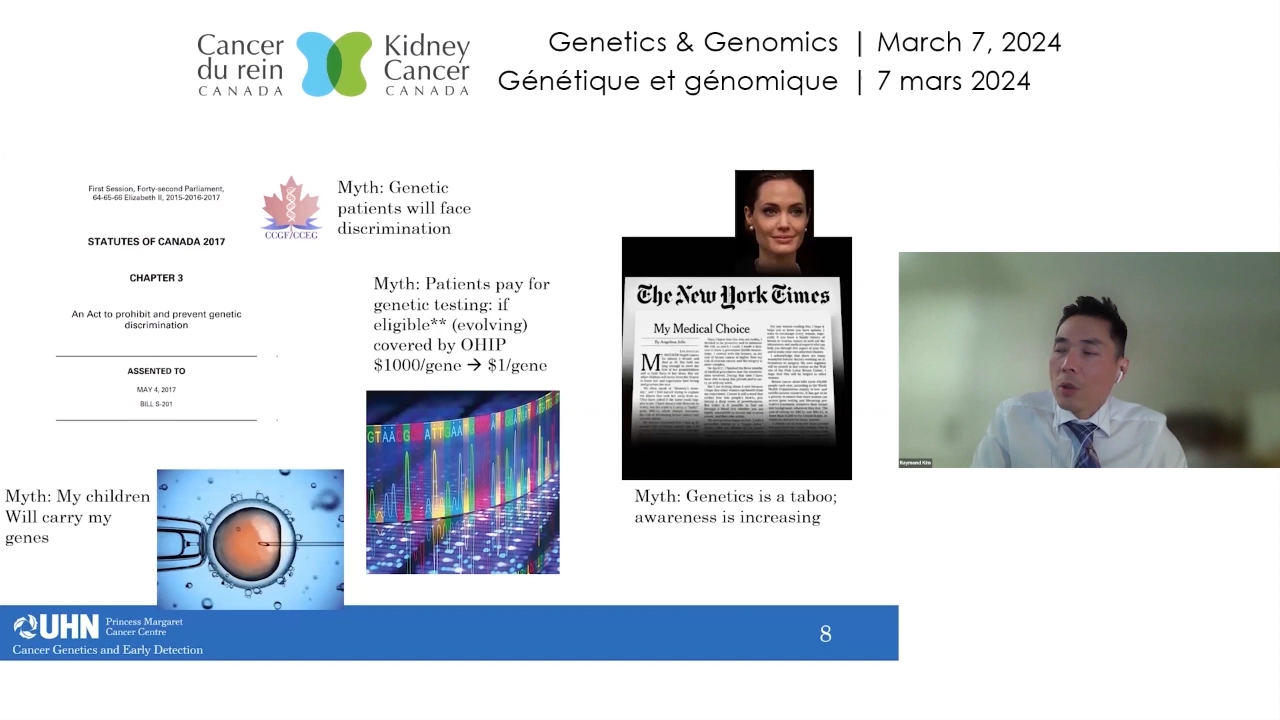 Cancer
du rein
CANADA
Kidney
Cancer
CANADA
Genetics & Genomics | March 7, 2024
Génétique et génomique | 7 mars 2024
First Session, Forty-second Parliament,
64-65-66 Elizabeth II, 2015-2016-2017
STATUTES OF CANADA 2017
CHAPTER 3
An Act to prohibit and prevent genetic
discrimination
ASSENTED TO
MAY 4, 2017
BILL S-201
CCGF/CCEG
Myth: Genetic
patients will face
discrimination
Myth: Patients pay for
genetic testing: if
eligible** (evolving)
covered by OHIP
$1000/gene → $1/gene
The New York Times
My Medical Choice
By Angelina Jolie
Myth: Genetics is a taboo;
awareness is increasing
Myth: My children
Will carry my
genes
UHN
Princess Margaret
Cancer Centre
Cancer Genetics and Early Detection
8
Raymond Kim